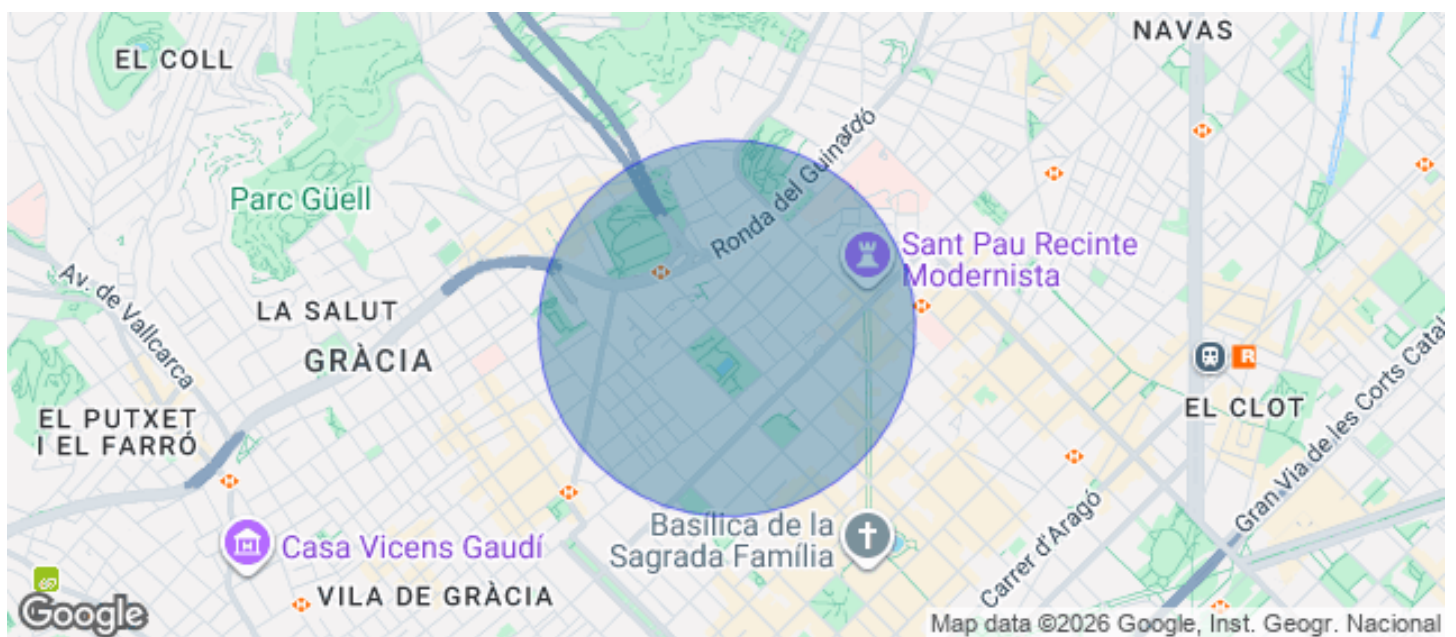 NAVAS
EL COLL
Parc Güell
Ronda del Guinardó
Sant Pau Recinte
Modernista
Av. de Vallcarca
LA SALUT
GRÀCIA
R
EL CLOT
EL PUTXET
I EL FARRÓ
Gran Via de les Corts Catal
Carrer d'Aragó
Basílica de la
Sagrada Família
Casa Vicens Gaudí
VILA DE GRÀCIA
Google
Map data ©2026 Google, Inst. Geogr. Nacional